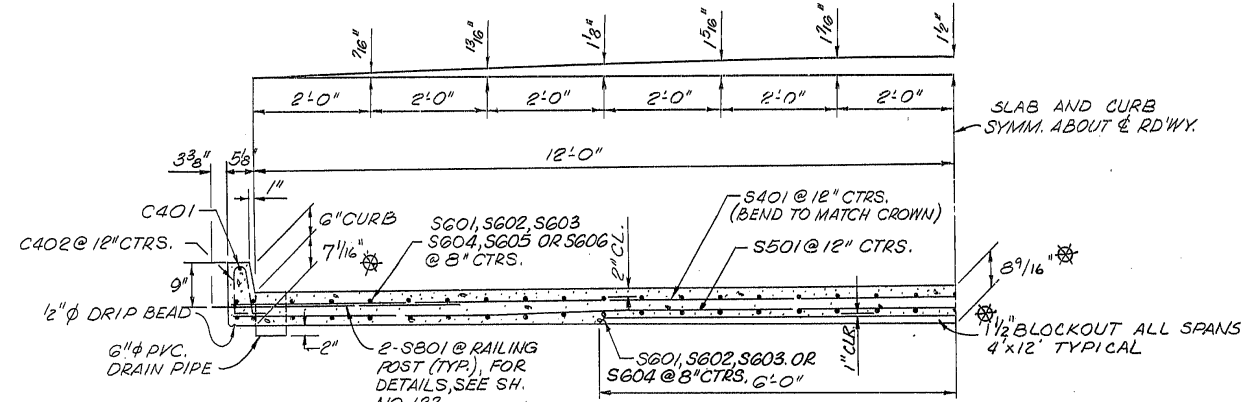 7/16"
13/16"
1 1/8"
1 5/16"
1 7/16"
1 1/2"
2'-0"
2'-0"
2'-0"
2'-0"
2'-0"
2'-0"
SLAB AND CURB
SYMM. ABOUT ℄ RD'WY.
12'-0"
3 3/8"
5 1/8"
1"
C401
C402 @ 12" CTRS.
6" CURB
7 1/16"
S601, S602, S603
S604, S605 OR S606
@ 8" CTRS.
2" CL.
S401 @ 12" CTRS.
(BEND TO MATCH CROWN)
S501 @ 12" CTRS.
8 9/16"
9"
1/2" φ DRIP BEAD
6" φ PVC.
DRAIN PIPE
2"
2-S801 @ RAILING
POST (TYP.), FOR
DETAILS, SEE SH.
S601, S602, S603. OR
S604 @ 8" CTRS.
6'-0"
1" CLR.
1 1/2" BLOCKOUT ALL SPANS
4' x 12' TYPICAL